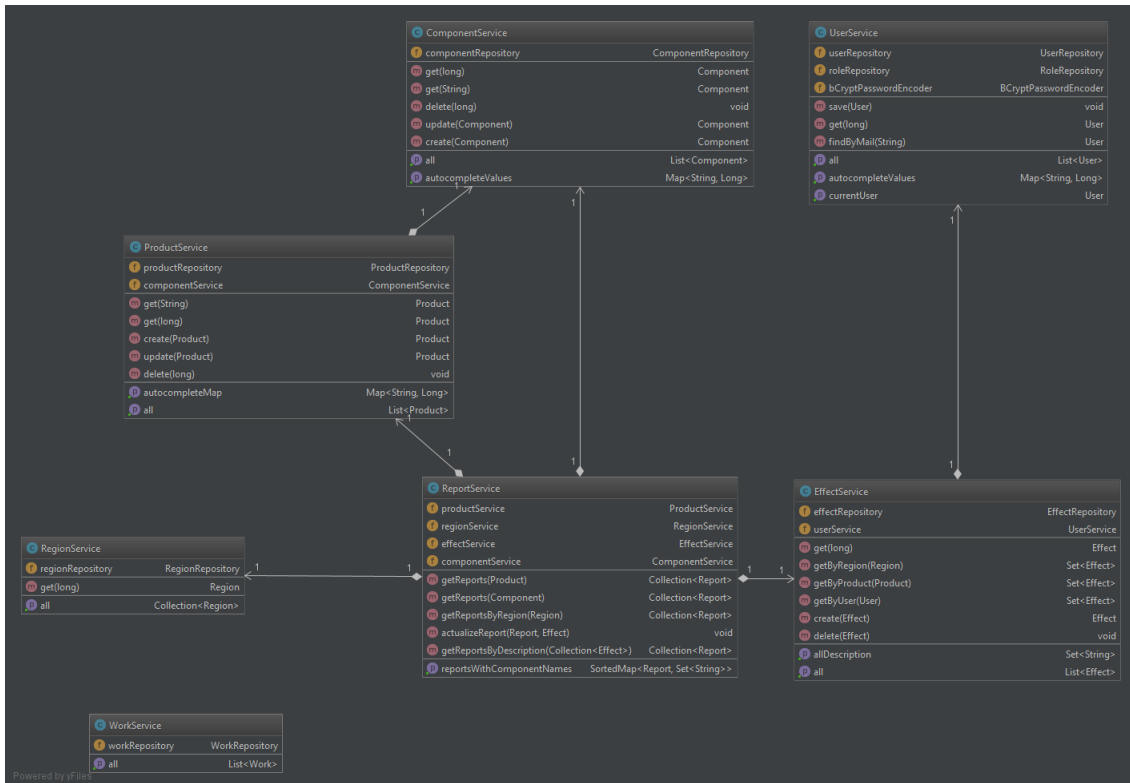 ComponentService
componentRepository ComponentRepository
get(long) Component
get(String) Component
delete(long) void
update(Component) Component
create(Component) Component
all List<Component>
autocompleteValues Map<String, Long>
UserService
userRepository UserRepository
roleRepository RoleRepository
bCryptPasswordEncoder BCryptPasswordEncoder
save(User) void
get(long) User
findByMail(String) User
all List<User>
autocompleteValues Map<String, Long>
currentUser User
1
1
1
1
ProductService
productRepository ProductRepository
componentService ComponentService
get(String) Product
get(long) Product
create(Product) Product
update(Product) Product
delete(long) void
autocompleteMap Map<String, Long>
all List<Product>
1
1
1
1
ReportService
productService ProductService
regionService RegionService
effectService EffectService
componentService ComponentService
getReports(Product) Collection<Report>
getReports(Component) Collection<Report>
getReportsByRegion(Region) Collection<Report>
actualizeReport(Report, Effect) void
getReportsByDescription(Collection<Effect>) Collection<Report>
reportsWithComponentNames SortedMap<Report, Set<String>>
EffectService
effectRepository EffectRepository
userService UserService
get(long) Effect
getByRegion(Region) Set<Effect>
getByProduct(Product) Set<Effect>
getByUser(User) Set<Effect>
create(Effect) Effect
delete(Effect) void
allDescription Set<String>
all List<Effect>
RegionService
regionRepository RegionRepository
get(long) Region
all Collection<Region>
1
1
1
1
WorkService
workRepository WorkRepository
all List<Work>
Powered by yFiles